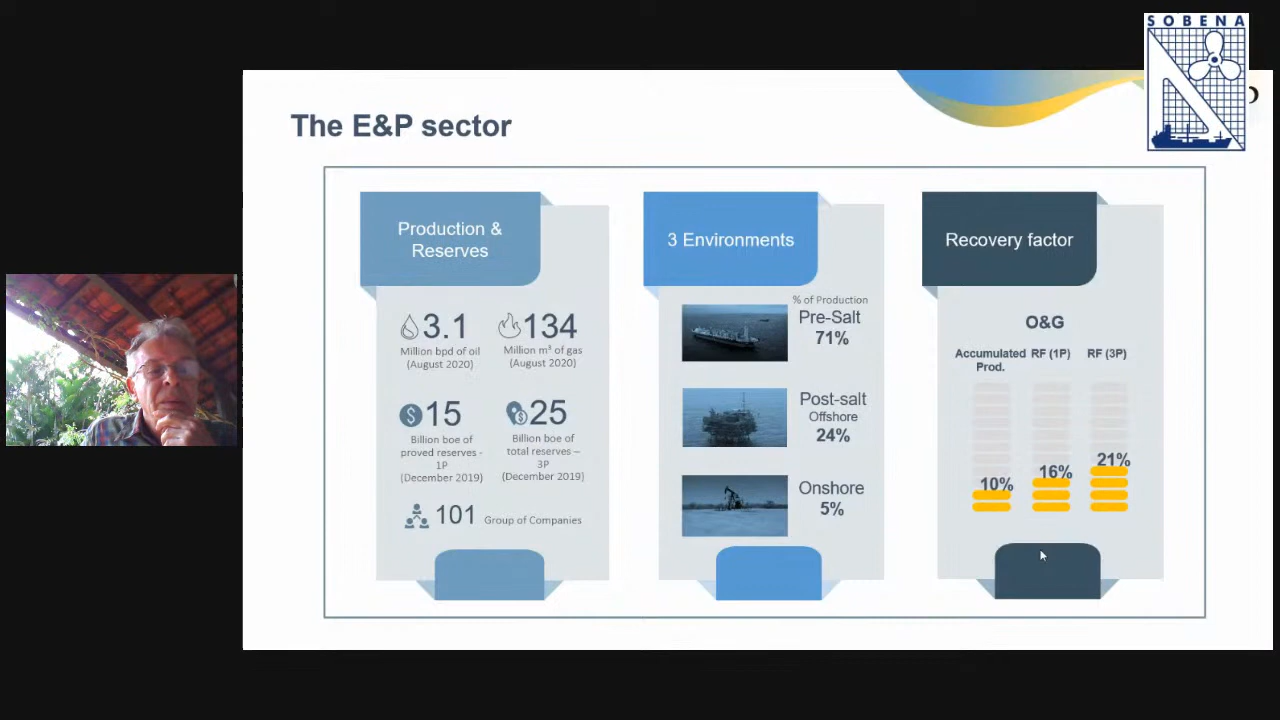 SOBENA
The E&P sector
Production &
Reserves
3.1
Million bpd of oil
(August 2020)
134
Million m³ of gas
(August 2020)
$
15
Billion boe of
proved reserves -
1P
(December 2019)
$
25
Billion boe of
total reserves –
3P
(December 2019)
101 Group of Companies
3 Environments
% of Production
Pre-Salt
71%
Post-salt
Offshore
24%
Onshore
5%
Recovery factor
O&G
Accumulated
Prod.
RF (1P)
RF (3P)
10%
16%
21%